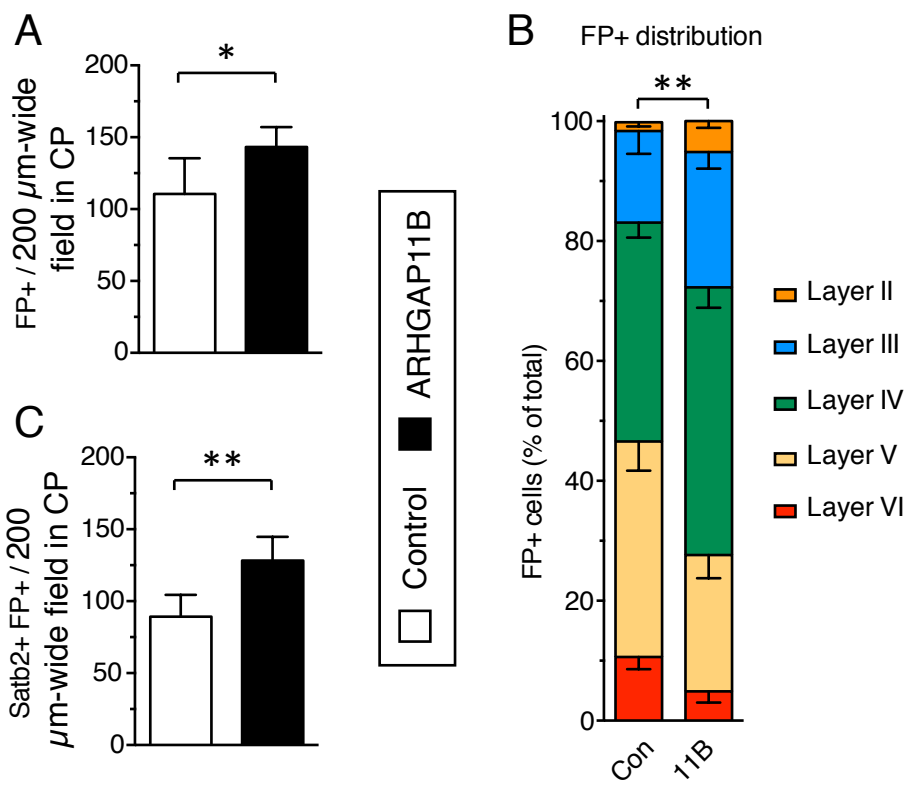 A
FP+ / 200 µm-wide
field in CP
200
150
100
50
0
*
C
Satb2+ FP+ / 200
µm-wide field in CP
200
150
100
50
0
**
Control
ARHGAP11B
B
FP+ distribution
**
FP+ cells (% of total)
100
80
60
40
20
0
Con
11B
Layer II
Layer III
Layer IV
Layer V
Layer VI